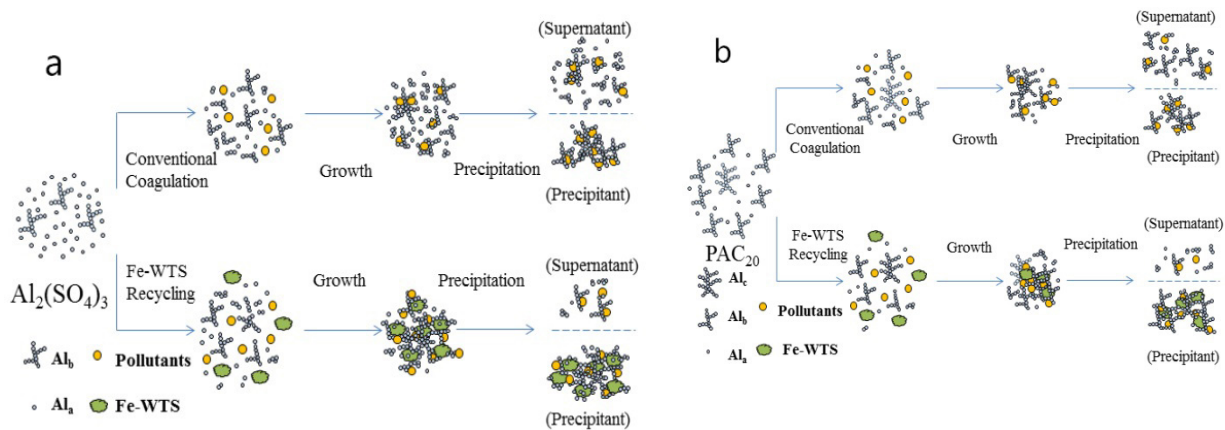 a
(Supernatant)
Conventional
Coagulation
Growth
Precipitation
(Precipitant)
Al2(SO4)3
Fe-WTS
Recycling
Growth
Precipitation
(Supernatant)
(Precipitant)
Alb
Pollutants
Ala
Fe-WTS
b
(Supernatant)
Conventional
Coagulation
Growth
Precipitation
(Precipitant)
PAC20
Fe-WTS
Recycling
Growth
Precipitation
(Supernatant)
(Precipitant)
Alc
Alb
Pollutants
Ala
Fe-WTS